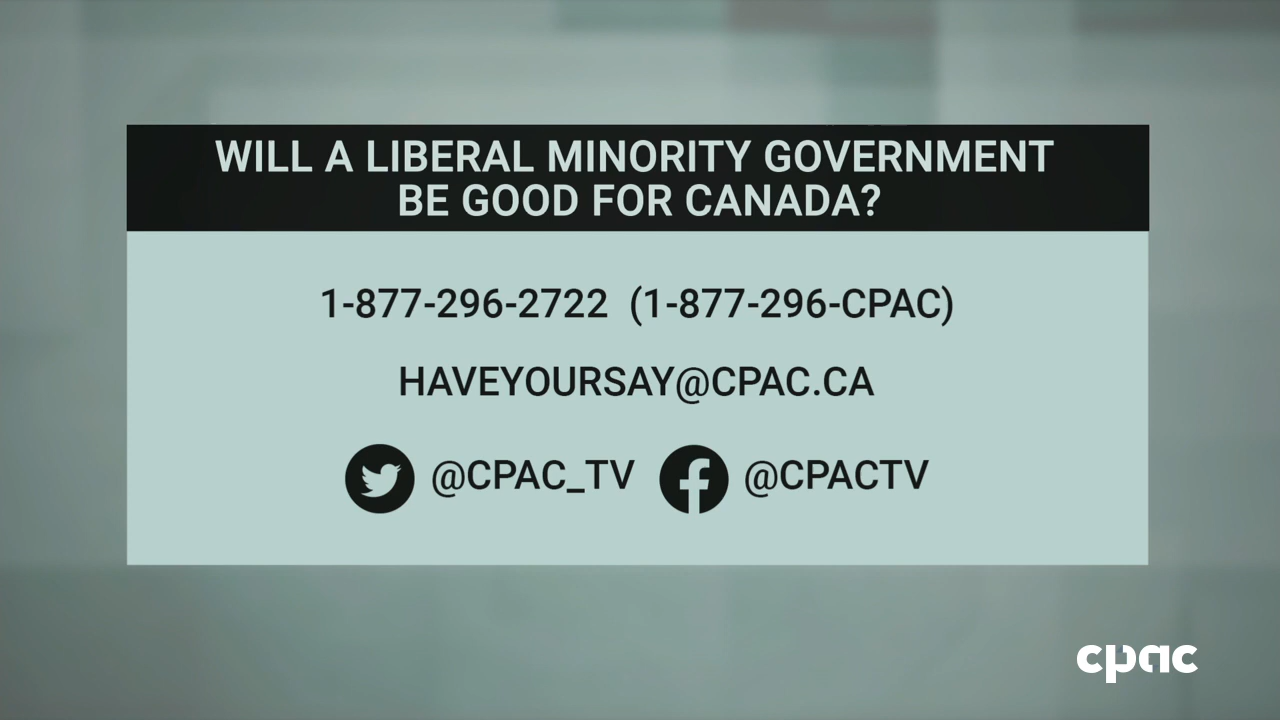 WILL A LIBERAL MINORITY GOVERNMENT
BE GOOD FOR CANADA?
1-877-296-2722 (1-877-296-CPAC)
HAVEYOURSAY@CPAC.CA
@CPAC_TV @CPACTV
cpac